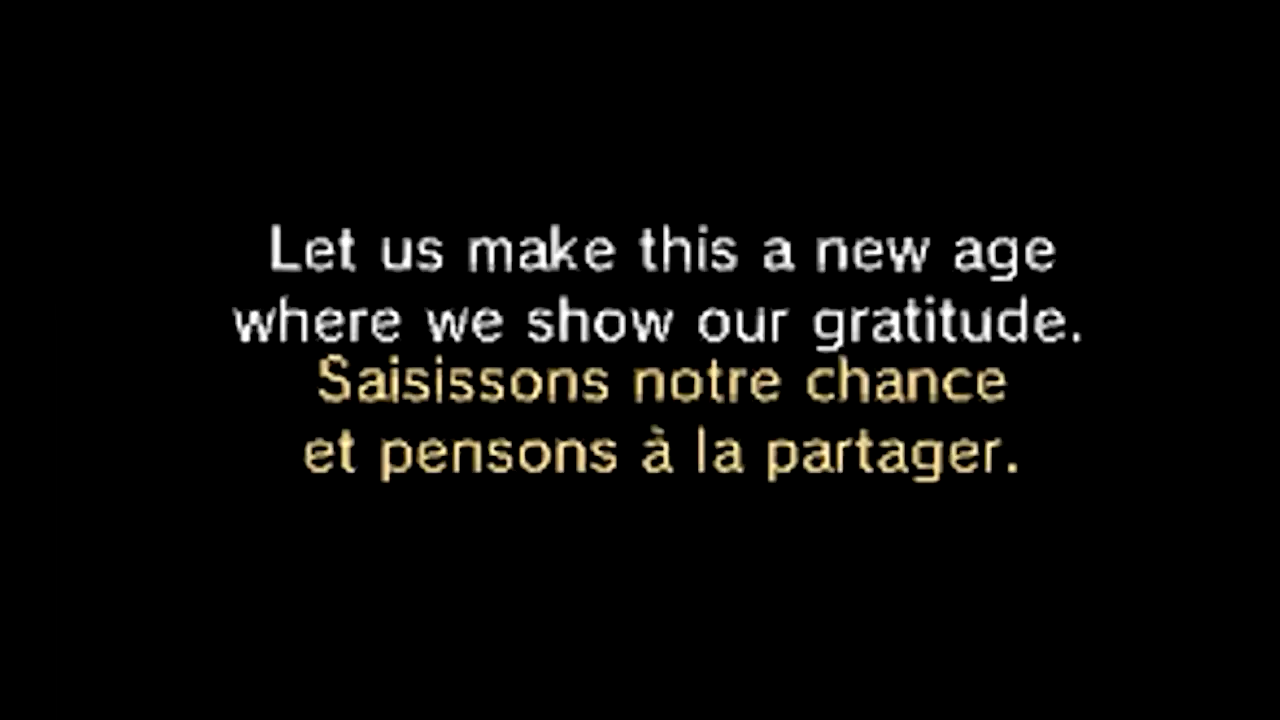 Let us make this a new age
where we show our gratitude.
Saisissons notre chance
et pensons à la partager.